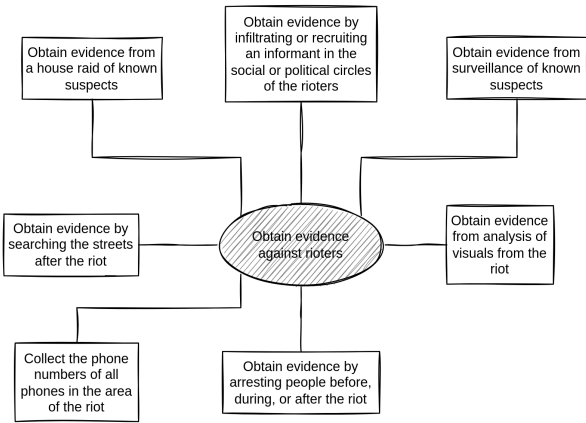 Obtain evidence from
a house raid of known
suspects
Obtain evidence by
infiltrating or recruiting
an informant in the
social or political circles
of the rioters
Obtain evidence from
surveillance of known
suspects
Obtain evidence by
searching the streets
after the riot
Obtain evidence
against rioters
Obtain evidence
from analysis of
visuals from the
riot
Collect the phone
numbers of all
phones in the area
of the riot
Obtain evidence by
arresting people before,
during, or after the riot